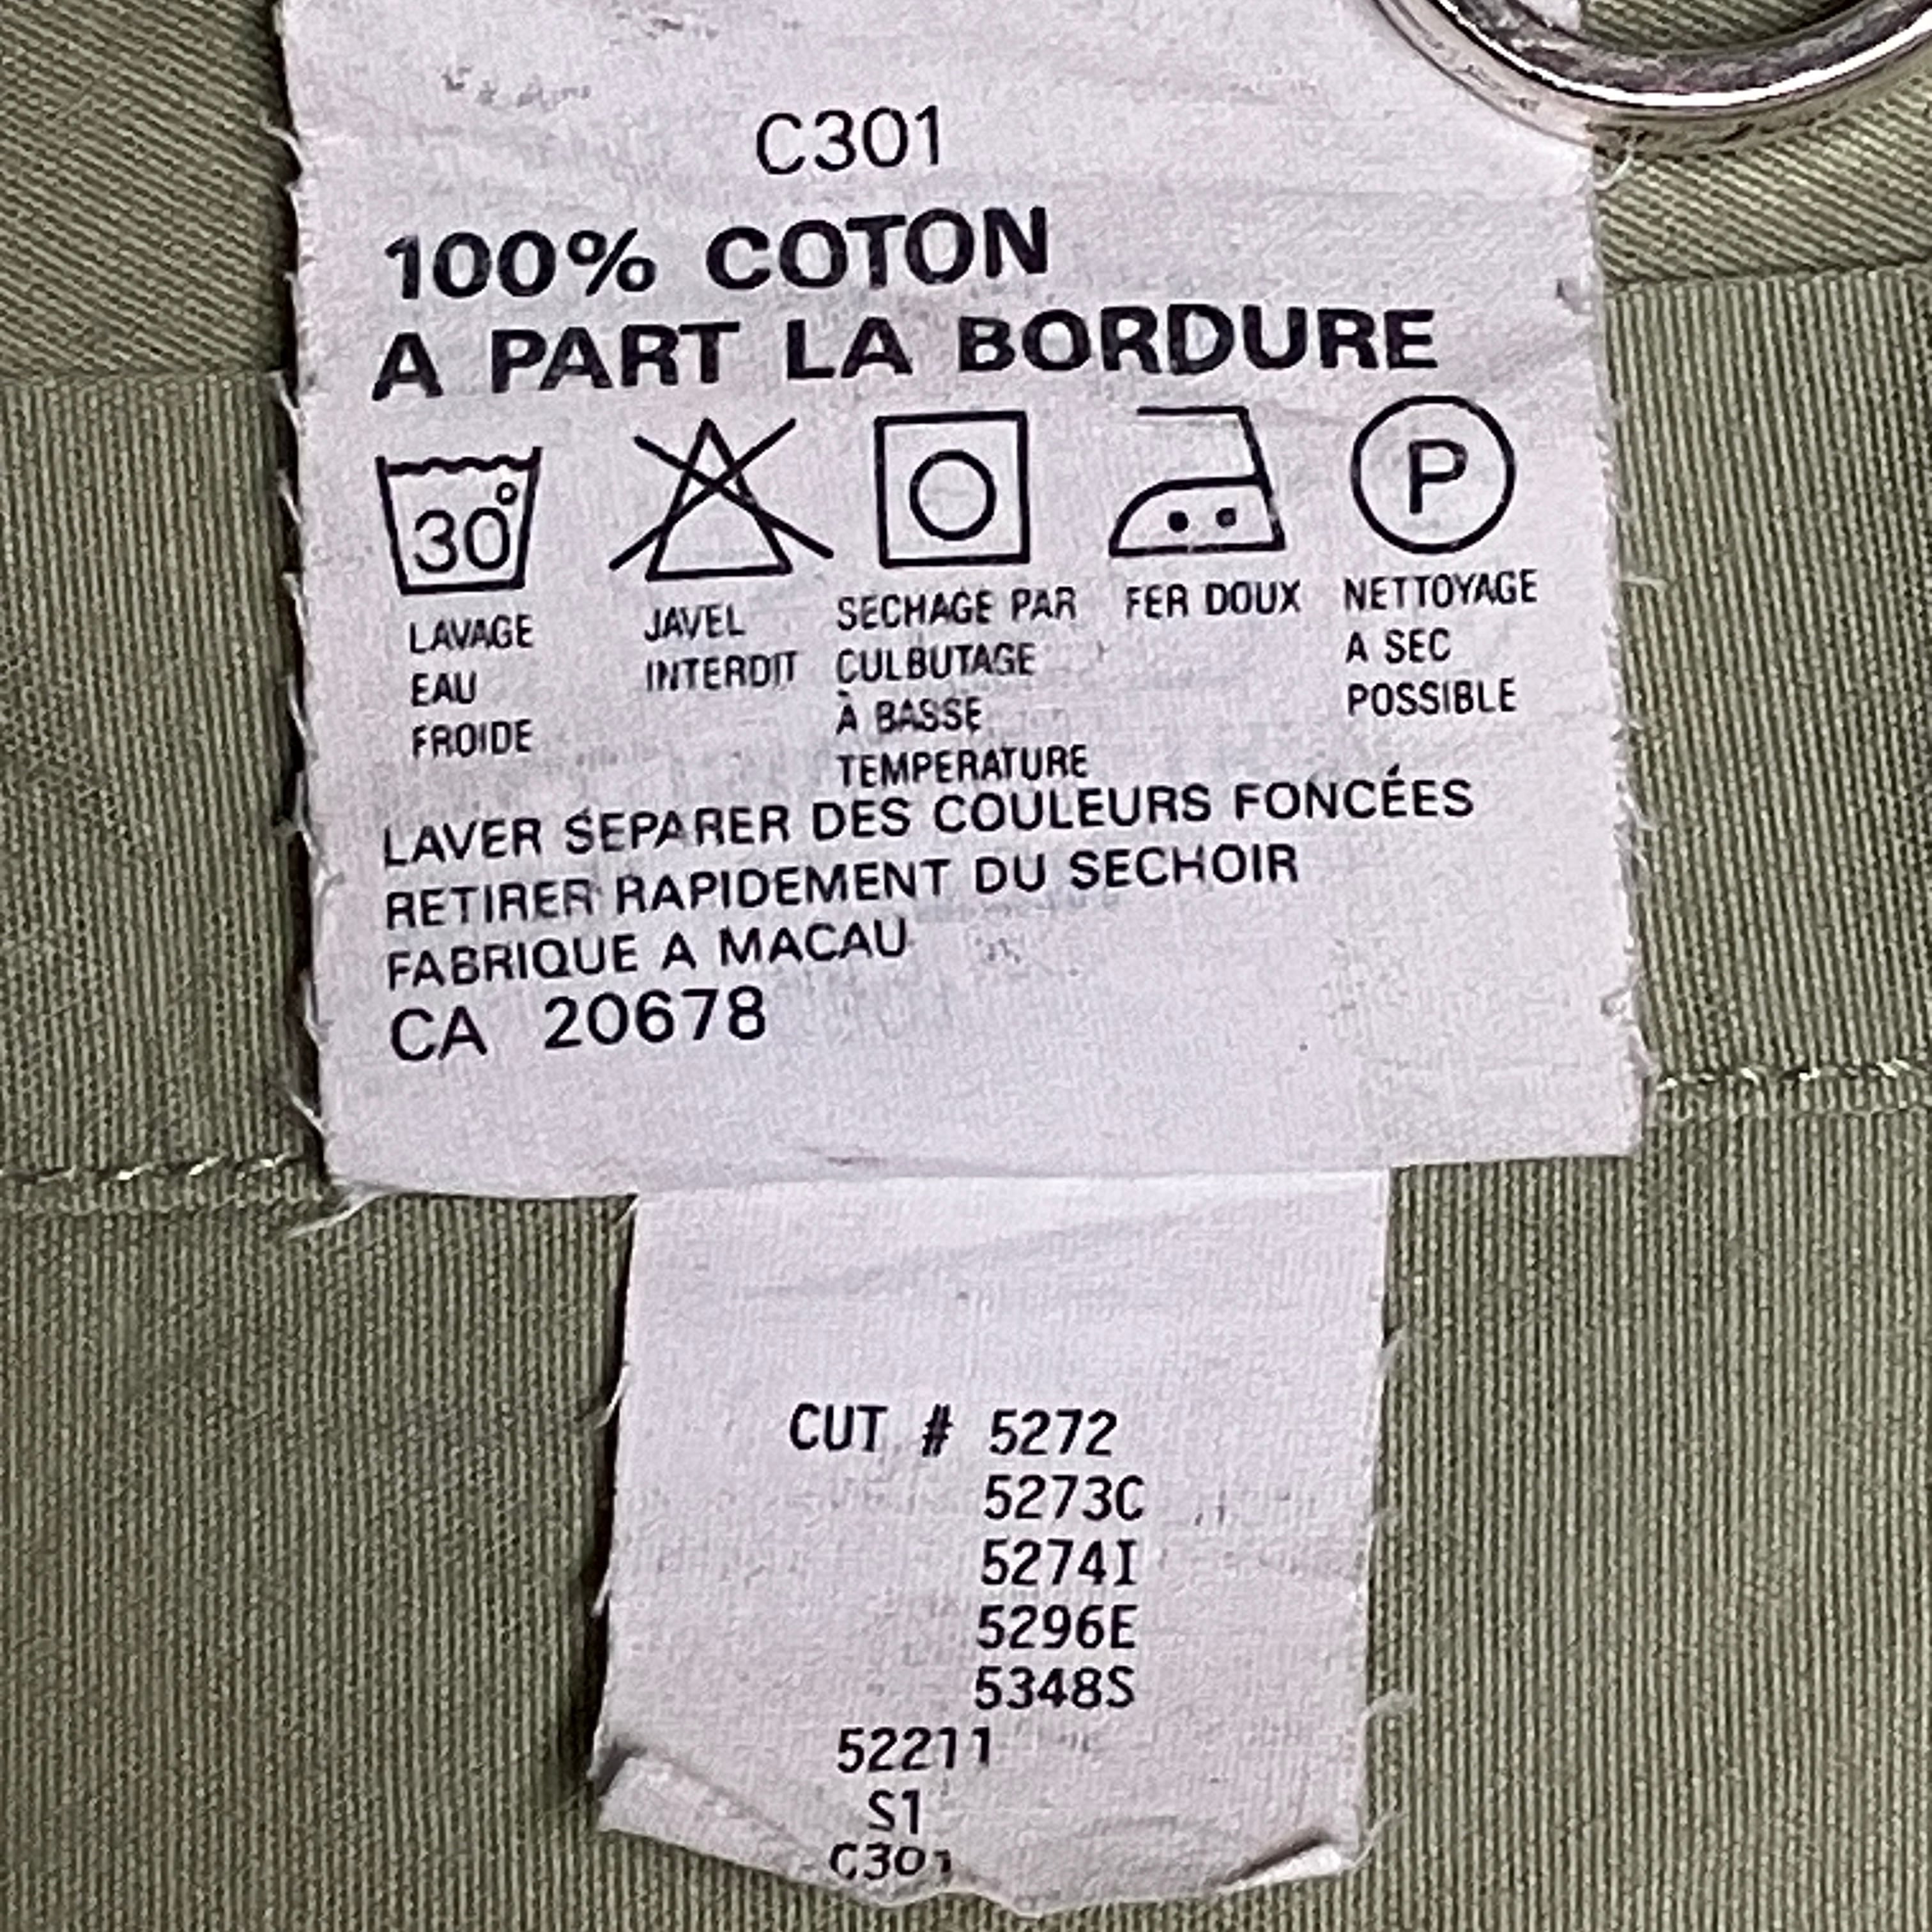 C301
100% COTON
A PART LA BORDURE
30° P
LAVAGE EAU FROIDE
JAVEL INTERDIT
SECHAGE PAR CULBUTAGE À BASSE TEMPERATURE
FER DOUX
NETTOYAGE A SEC POSSIBLE
LAVER SEPARER DES COULEURS FONCÉES
RETIRER RAPIDEMENT DU SECHOIR
FABRIQUE A MACAU
CA 20678
CUT # 5272
5273C
5274I
5296E
5348S
52211
S1
C301